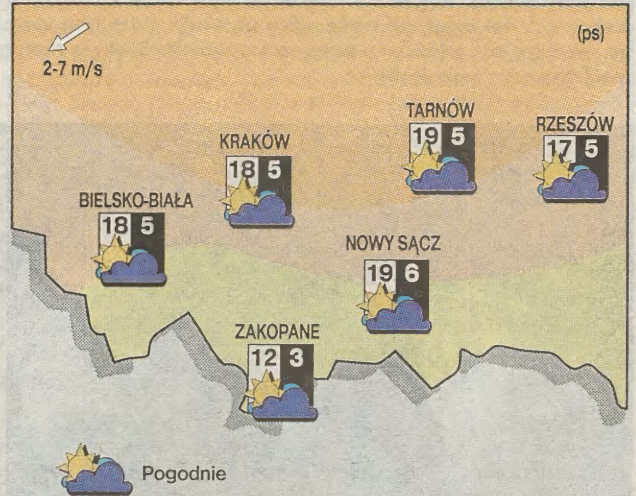 (ps)
2-7 m/s
TARNÓW
19 5
RZESZÓW
17 5
KRAKÓW
18 5
BIELSKO-BIAŁA
18 5
NOWY SĄCZ
19 6
ZAKOPANE
12 3
Pogodnie